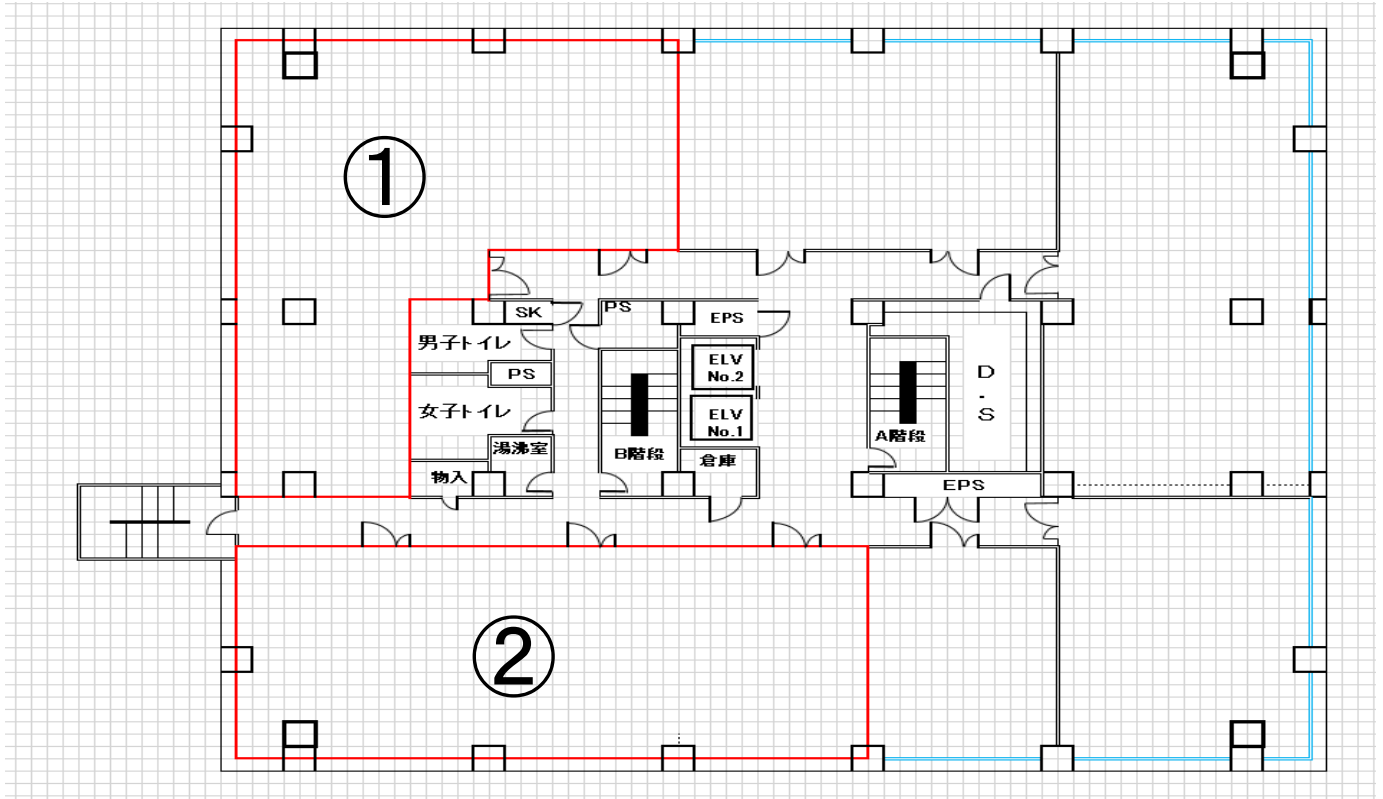 ①
SK
PS
EPS
男子トイレ
ELV
No.2
PS
D・S
女子トイレ
ELV
No.1
A階段
湯沸室
B階段
倉庫
物入
EPS
②